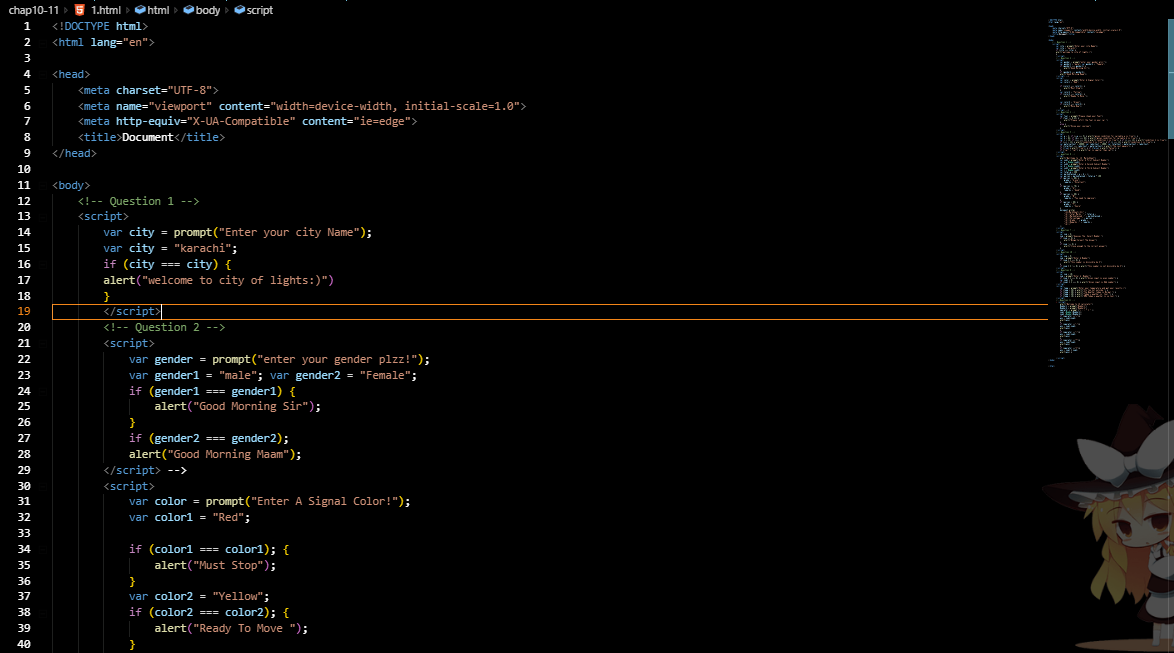 chap10-11 > 1.html > html > body > script
1 <!DOCTYPE html>
2 <html lang="en">
3
4 <head>
5 <meta charset="UTF-8">
6 <meta name="viewport" content="width=device-width, initial-scale=1.0">
7 <meta http-equiv="X-UA-Compatible" content="ie=edge">
8 <title>Document</title>
9 </head>
10
11 <body>
12 <!-- Question 1 -->
13 <script>
14 var city = prompt("Enter your city Name");
15 var city = "karachi";
16 if (city === city) {
17 alert("welcome to city of lights:)")
18 }
19 </script>
20 <!-- Question 2 -->
21 <script>
22 var gender = prompt("enter your gender plzz!");
23 var gender1 = "male"; var gender2 = "Female";
24 if (gender1 === gender1) {
25 alert("Good Morning Sir");
26 }
27 if (gender2 === gender2);
28 alert("Good Morning Maam");
29 </script> -->
30 <script>
31 var color = prompt("Enter A Signal Color!");
32 var color1 = "Red";
33
34 if (color1 === color1); {
35 alert("Must Stop");
36 }
37 var color2 = "Yellow";
38 if (color2 === color2); {
39 alert("Ready To Move ");
40 }